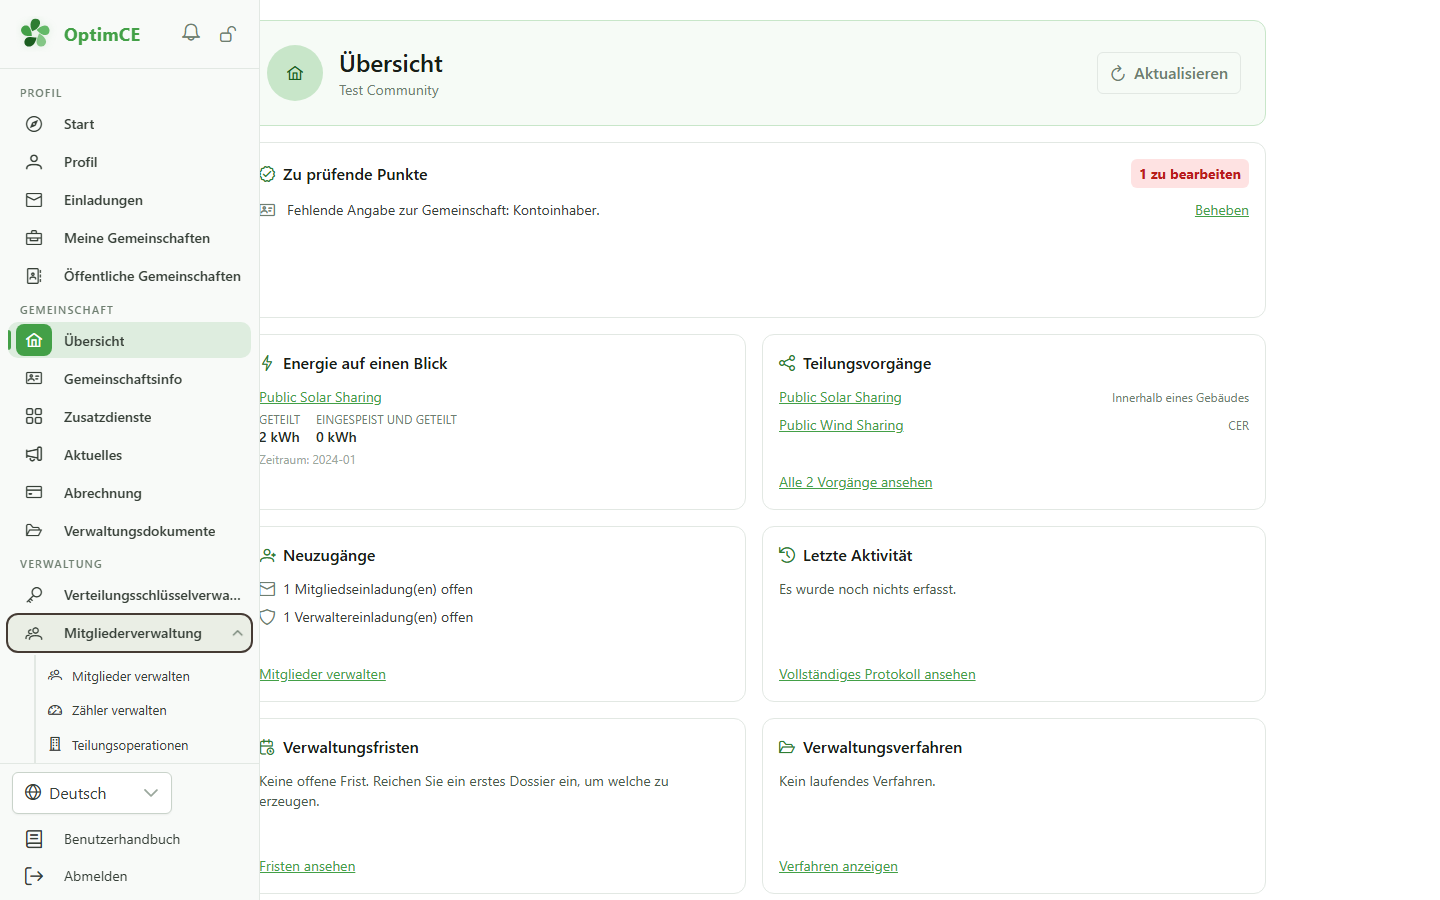 OptimCE
PROFIL
Start
Profil
Einladungen
Meine Gemeinschaften
Öffentliche Gemeinschaften
GEMEINSCHAFT
Übersicht
Gemeinschaftsinfo
Zusatzdienste
Aktuelles
Abrechnung
Verwaltungsdokumente
VERWALTUNG
Verteilungsschlüsselverwa...
Mitgliederverwaltung
Mitglieder verwalten
Zähler verwalten
Teilungsoperationen
Deutsch
Benutzerhandbuch
Abmelden
Übersicht
Test Community
Aktualisieren
Zu prüfende Punkte
1 zu bearbeiten
Fehlende Angabe zur Gemeinschaft: Kontoinhaber.
Beheben
Energie auf einen Blick
Public Solar Sharing
GETEILT EINGESPEIST UND GETEILT
2 kWh 0 kWh
Zeitraum: 2024-01
Teilungsvorgänge
Public Solar Sharing Innerhalb eines Gebäudes
Public Wind Sharing CER
Alle 2 Vorgänge ansehen
Neuzugänge
1 Mitgliedseinladung(en) offen
1 Verwaltereinladung(en) offen
Mitglieder verwalten
Letzte Aktivität
Es wurde noch nichts erfasst.
Vollständiges Protokoll ansehen
Verwaltungsfristen
Keine offene Frist. Reichen Sie ein erstes Dossier ein, um welche zu
erzeugen.
Fristen ansehen
Verwaltungsverfahren
Kein laufendes Verfahren.
Verfahren anzeigen